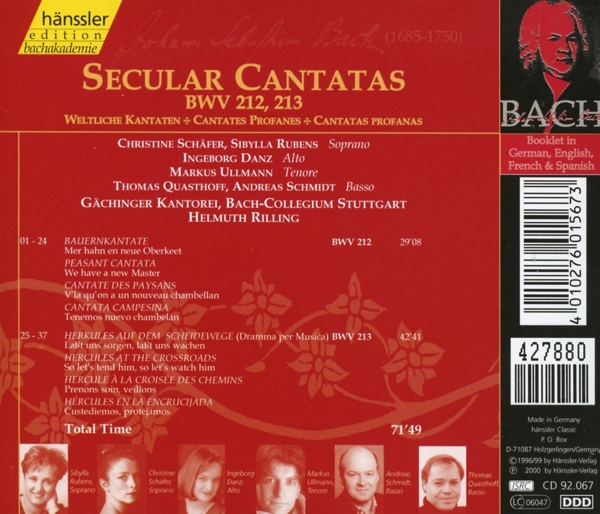 hänssler
edition
bachakademie
Johann Sebastian Bach (1685-1750)
SECULAR CANTATAS
BWV 212, 213
WELTLICHE KANTATEN ✢ CANTATES PROFANES ✢ CANTATAS PROFANAS
CHRISTINE SCHÄFER, SIBYLLA RUBENS Soprano
INGEBORG DANZ Alto
MARKUS ULLMANN Tenore
THOMAS QUASTHOFF, ANDREAS SCHMIDT Basso
GÄCHINGER KANTOREI, BACH-COLLEGIUM STUTTGART
HELMUTH RILLING
01 - 24 BAUERNKANTATE BWV 212 29'08
Mer hahn en neue Oberkeet
PEASANT CANTATA
We have a new Master
CANTATE DES PAYSANS
V'la qu'on a un nouveau chambellan
CANTATA CAMPESINA
Tenemos nuevo chambelán
25 - 37 HERKULES AUF DEM SCHEIDEWEGE (Dramma per Musica) BWV 213 42'41
Laßt uns sorgen, laßt uns wachen
HERCULES AT THE CROSSROADS
So let's tend him, so let's watch him
HERCULE À LA CROISÉE DES CHEMINS
Prenons soin, veillons
HÉRCULES EN LA ENCRUCIJADA
Custediemos, protejamos
Total Time 71'49
Sibylla
Rubens,
Soprano
Christine
Schäfer,
Soprano
Ingeborg
Danz,
Alto
Markus
Ullmann,
Tenore
Andreas
Schmidt,
Basso
Thomas
Quasthoff,
Basso
BACH
Booklet in
German, English,
French & Spanish
4 010276 015673
427880
Made in Germany
hänssler Classic
P. O. Box
D-71087 Holzgerlingen/Germany
©1996/99 by Hänssler-Verlag
℗ 2000 by Hänssler-Verlag
ISRC CD 92.067
LC 06047 DDD